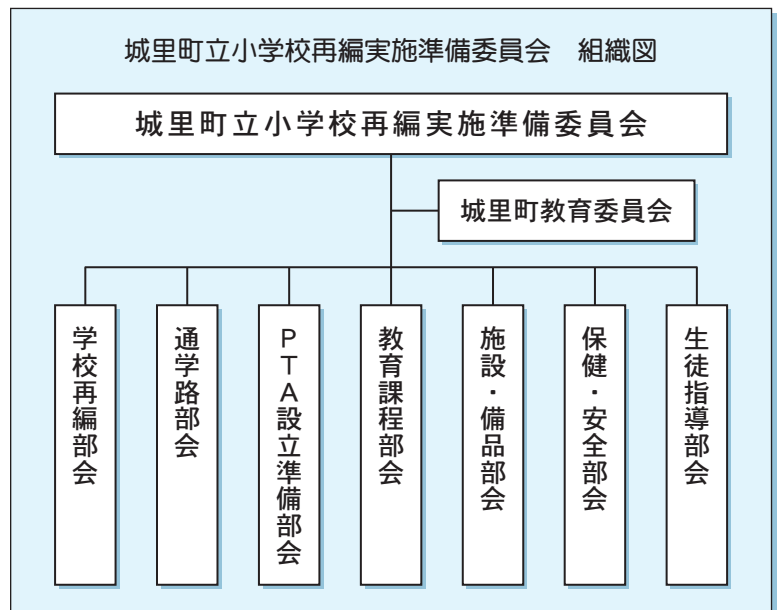 城里町立小学校再編実施準備委員会　組織図
城里町立小学校再編実施準備委員会
城里町教育委員会
学校再編部会
通学路部会
ＰＴＡ設立準備部会
教育課程部会
施設・備品部会
保健・安全部会
生徒指導部会